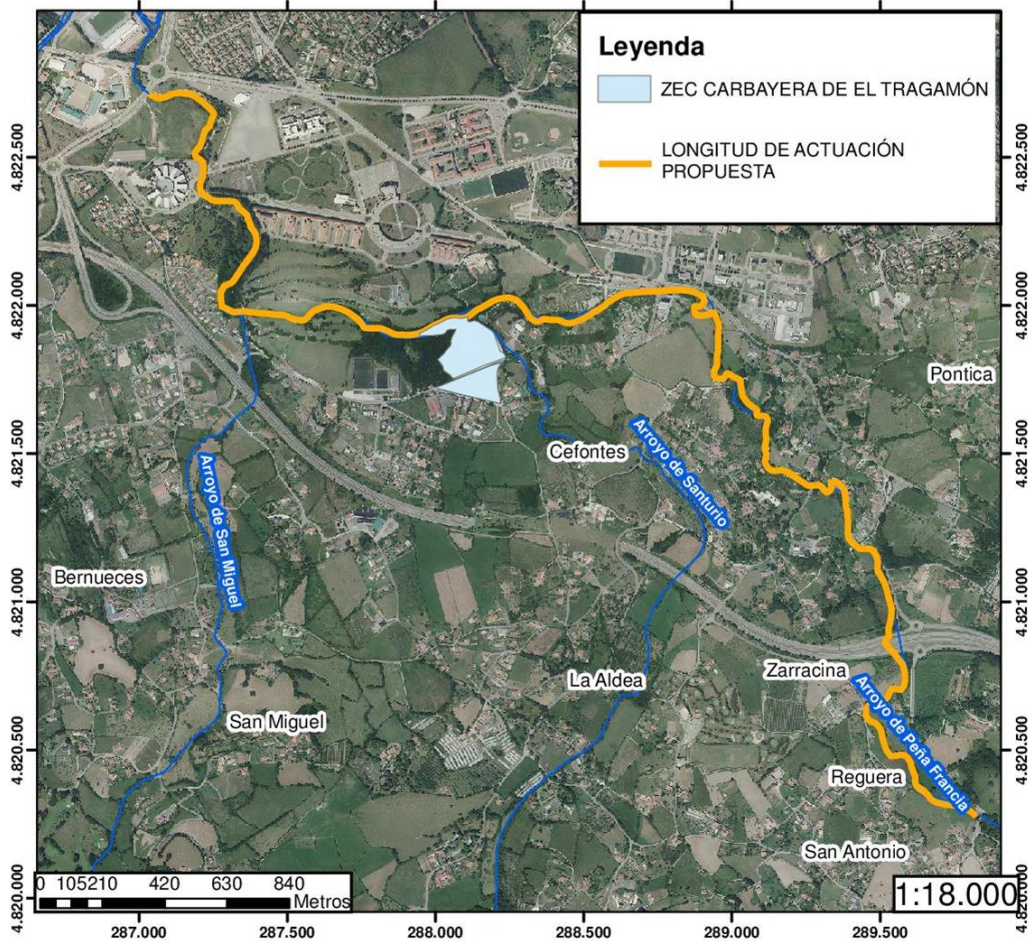 Leyenda
ZEC CARBAYERA DE EL TRAGAMÓN
LONGITUD DE ACTUACIÓN
PROPUESTA
4.822.500
4.822.500
4.822.000
4.822.000
Pontica
4.821.500
4.821.500
Cefontes
Arroyo de Santurio
Arroyo de San Miguel
Bernueces
4.821.000
4.821.000
Zarracina
La Aldea
Arroyo de Peña Francia
San Miguel
4.820.500
4.820.500
Reguera
San Antonio
0 105210 420 630 840
Metros
1:18.000
4.820.000
4.820.000
287.000 287.500 288.000 288.500 289.000 289.500